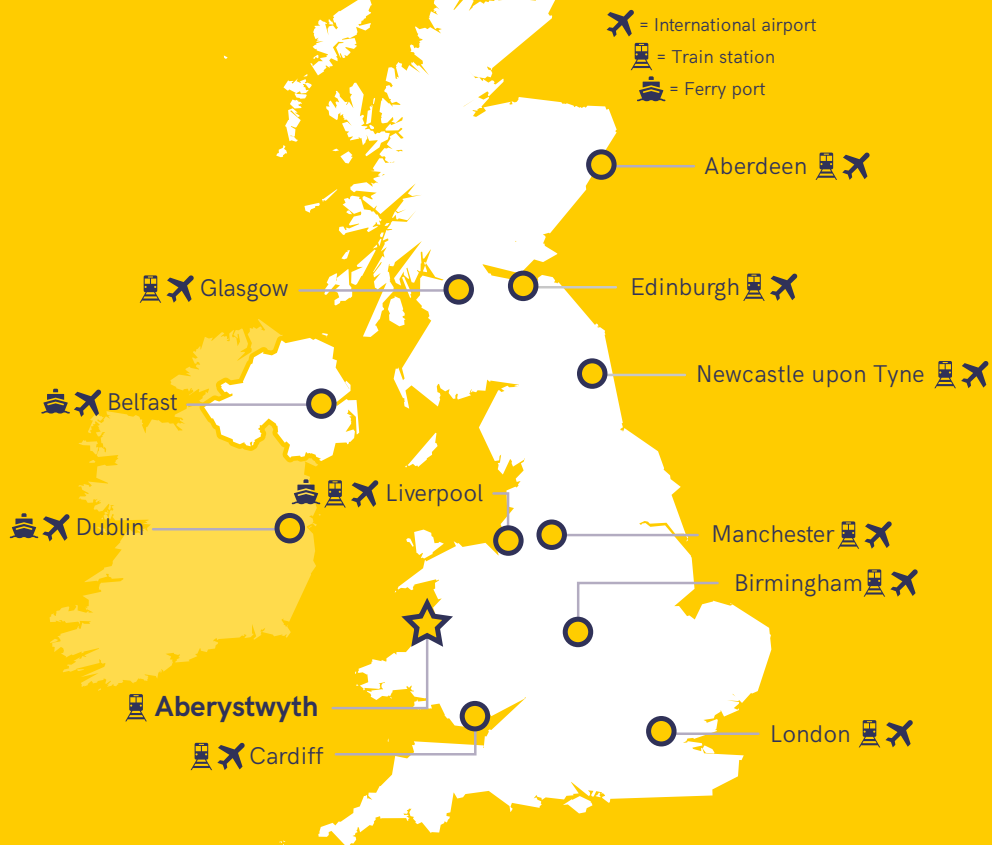 = International airport
= Train station
= Ferry port
Aberdeen
Glasgow
Edinburgh
Newcastle upon Tyne
Belfast
Liverpool
Dublin
Manchester
Birmingham
Aberystwyth
London
Cardiff